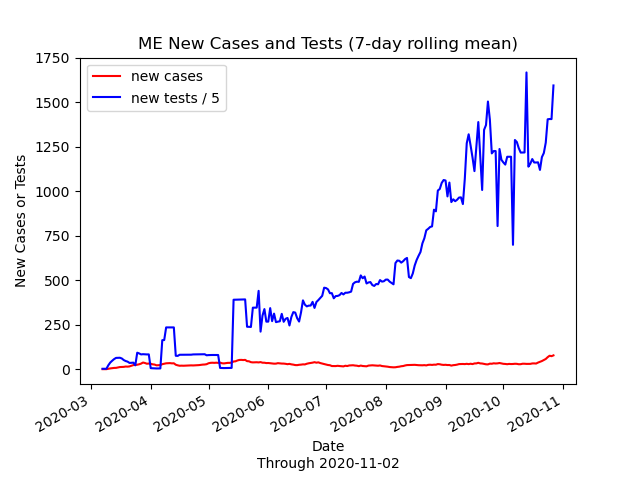 ME New Cases and Tests (7-day rolling mean)
new cases
new tests / 5
New Cases or Tests
1750
1500
1250
1000
750
500
250
0
2020-03
2020-04
2020-05
2020-06
2020-07
2020-08
2020-09
2020-10
2020-11
Date
Through 2020-11-02